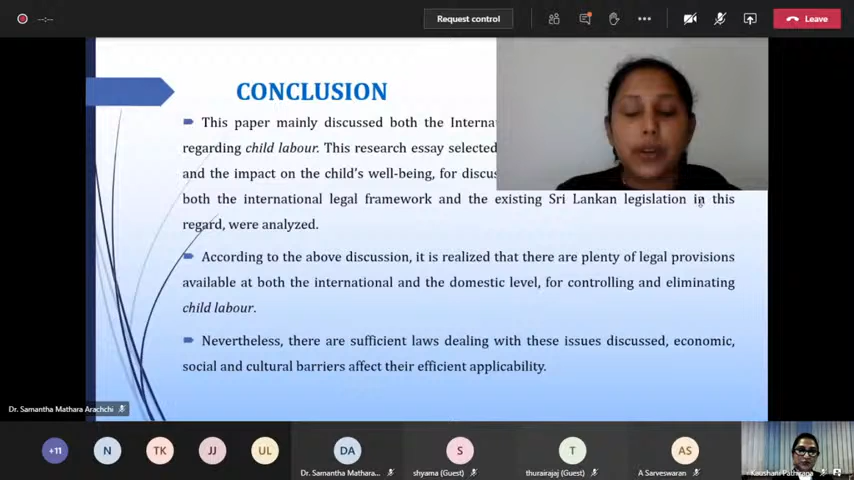 --:--
Request control
Leave
CONCLUSION
This paper mainly discussed both the Interna
regarding child labour. This research essay selected
and the impact on the child's well-being, for discus
both the international legal framework and the existing Sri Lankan legislation in this
regard, were analyzed.
According to the above discussion, it is realized that there are plenty of legal provisions
available at both the international and the domestic level, for controlling and eliminating
child labour.
Nevertheless, there are sufficient laws dealing with these issues discussed, economic,
social and cultural barriers affect their efficient applicability.
Dr. Samantha Mathara Arachchi
+11
N
TK
JJ
UL
DA
S
T
AS
Dr. Samantha Mathara...
shyama (Guest)
thurairajaj (Guest)
A Sarveswaran
Kaushani Pathirana